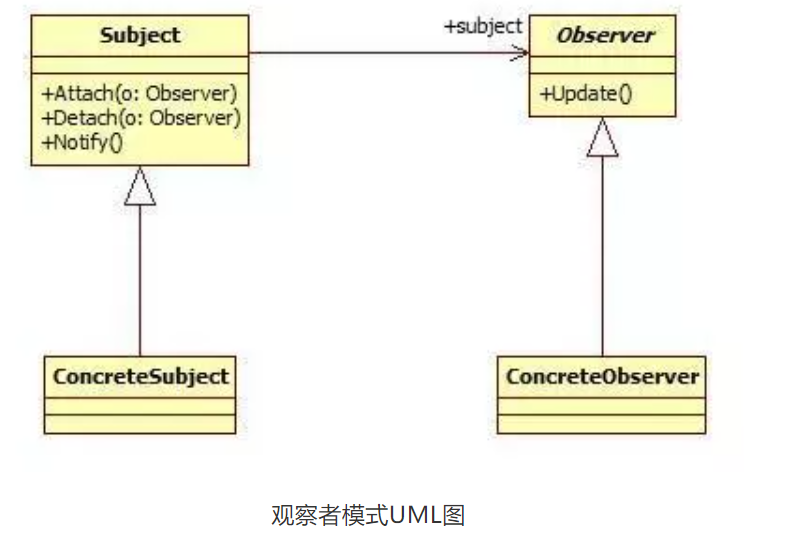 Subject
+Attach(o: Observer)
+Detach(o: Observer)
+Notify()
+subject
Observer
+Update()
ConcreteSubject
ConcreteObserver
观察者模式UML图